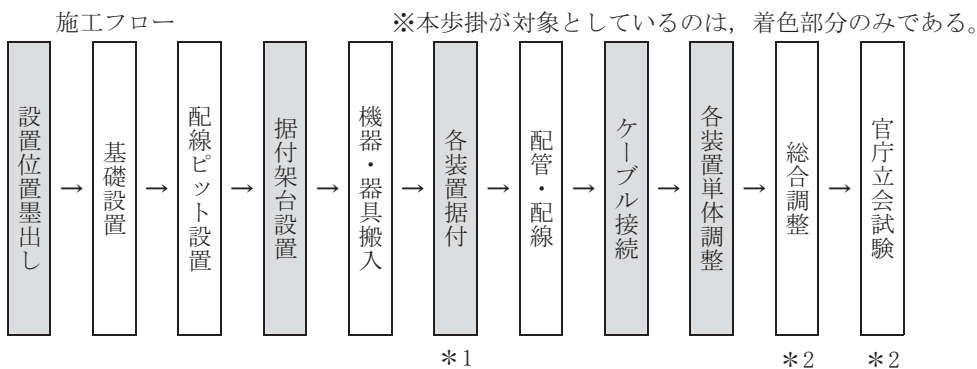 施工フロー
※本歩掛が対象としているのは，着色部分のみである。
設置位置墨出し
→
基礎設置
→
配線ピット設置
→
据付架台設置
→
機器・器具搬入
→
各装置据付
→
配管・配線
→
ケーブル接続
→
各装置単体調整
→
総合調整
→
官庁立会試験
＊1
＊2
＊2